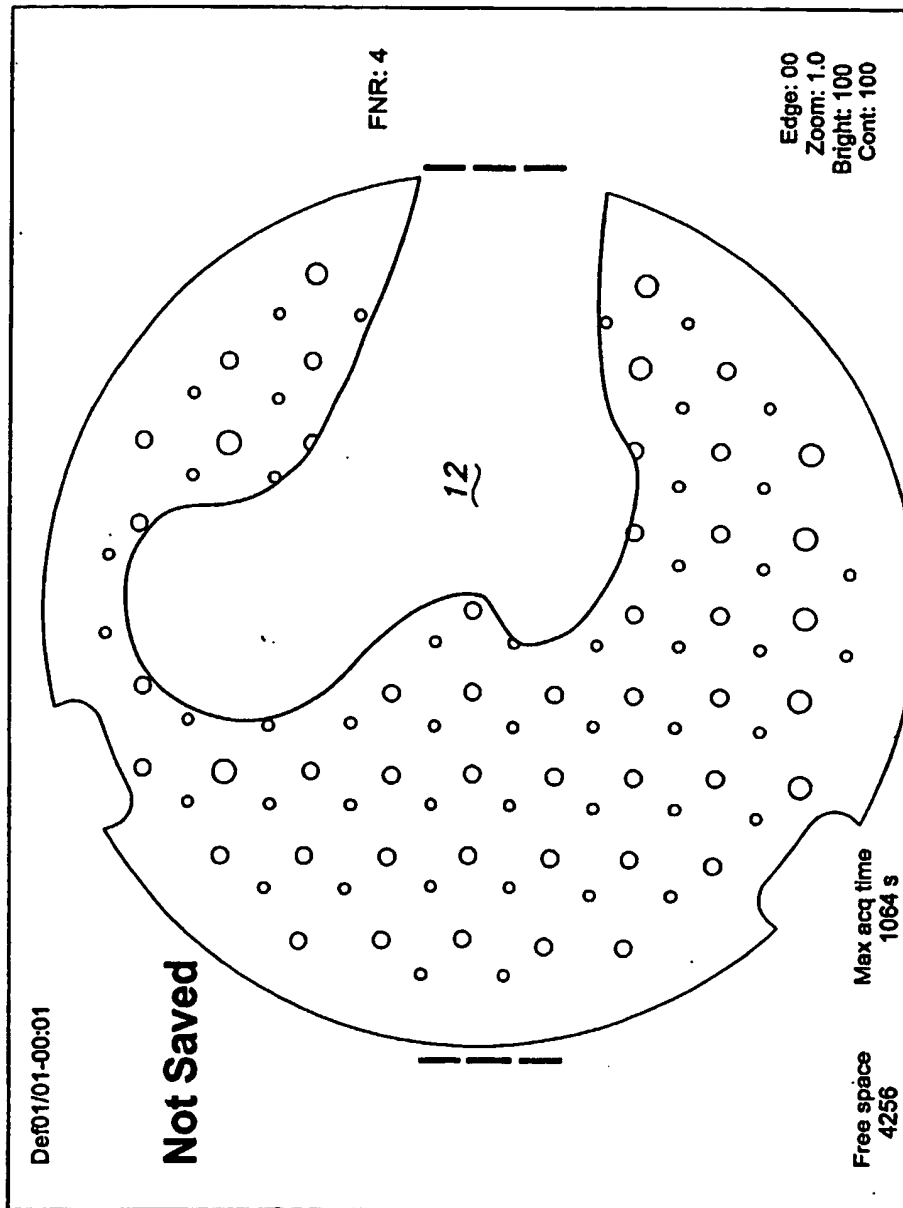 Def01/01-00:01
FNR: 4
Not Saved
12
Free space
4256
Max acq time
1064 s
Edge: 00
Zoom: 1.0
Bright: 100
Cont: 100